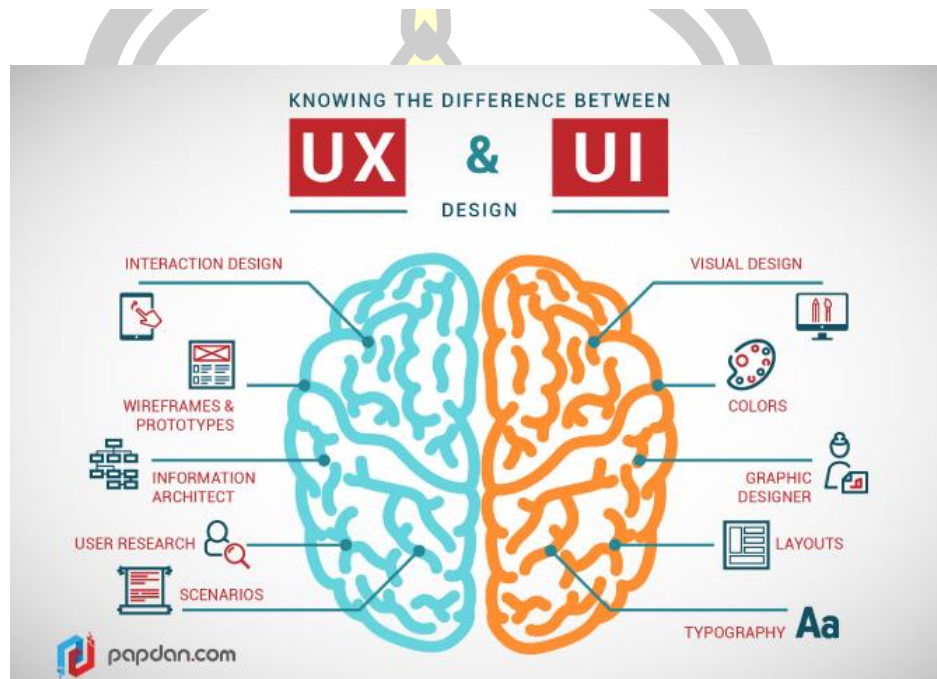 KNOWING THE DIFFERENCE BETWEEN
UX & UI
DESIGN
INTERACTION DESIGN
WIREFRAMES &
PROTOTYPES
INFORMATION
ARCHITECT
USER RESEARCH
SCENARIOS
VISUAL DESIGN
COLORS
GRAPHIC
DESIGNER
LAYOUTS
TYPOGRAPHY Aa
papdan.com